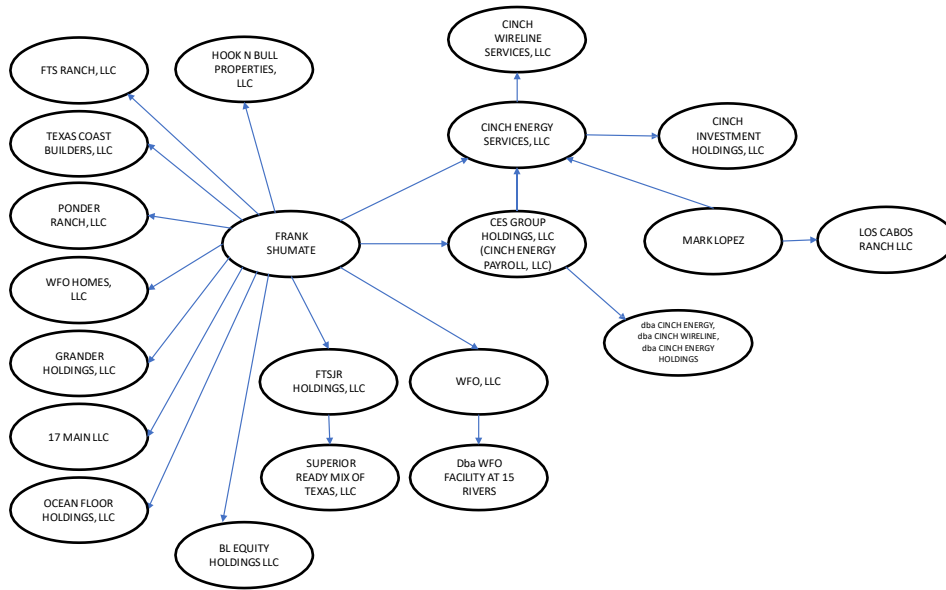 CINCH
WIRELINE
SERVICES, LLC
FTS RANCH, LLC
HOOK N BULL
PROPERTIES,
LLC
TEXAS COAST
BUILDERS, LLC
CINCH ENERGY
SERVICES, LLC
CINCH
INVESTMENT
HOLDINGS, LLC
PONDER
RANCH, LLC
FRANK
SHUMATE
CES GROUP
HOLDINGS, LLC
(CINCH ENERGY
PAYROLL, LLC)
MARK LOPEZ
LOS CABOS
RANCH LLC
WFO HOMES,
LLC
dba CINCH ENERGY,
dba CINCH WIRELINE,
dba CINCH ENERGY
HOLDINGS
GRANDER
HOLDINGS, LLC
FTSJR
HOLDINGS, LLC
WFO, LLC
17 MAIN LLC
SUPERIOR
READY MIX OF
TEXAS, LLC
Dba WFO
FACILITY AT 15
RIVERS
OCEAN FLOOR
HOLDINGS, LLC
BL EQUITY
HOLDINGS LLC